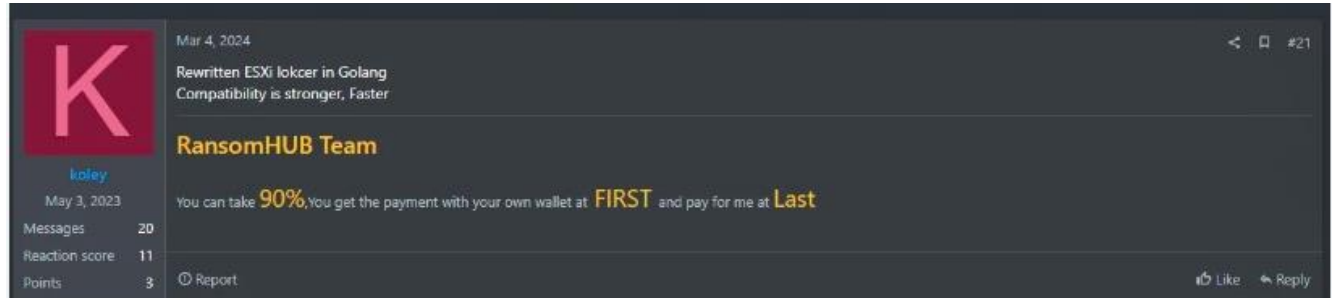 K
koley
May 3, 2023
Messages 20
Reaction score 11
Points 3
Mar 4, 2024
#21
Rewritten ESXi lokcer in Golang
Compatibility is stronger, Faster
RansomHUB Team
You can take 90%,You get the payment with your own wallet at FIRST and pay for me at Last
Report
Like
Reply